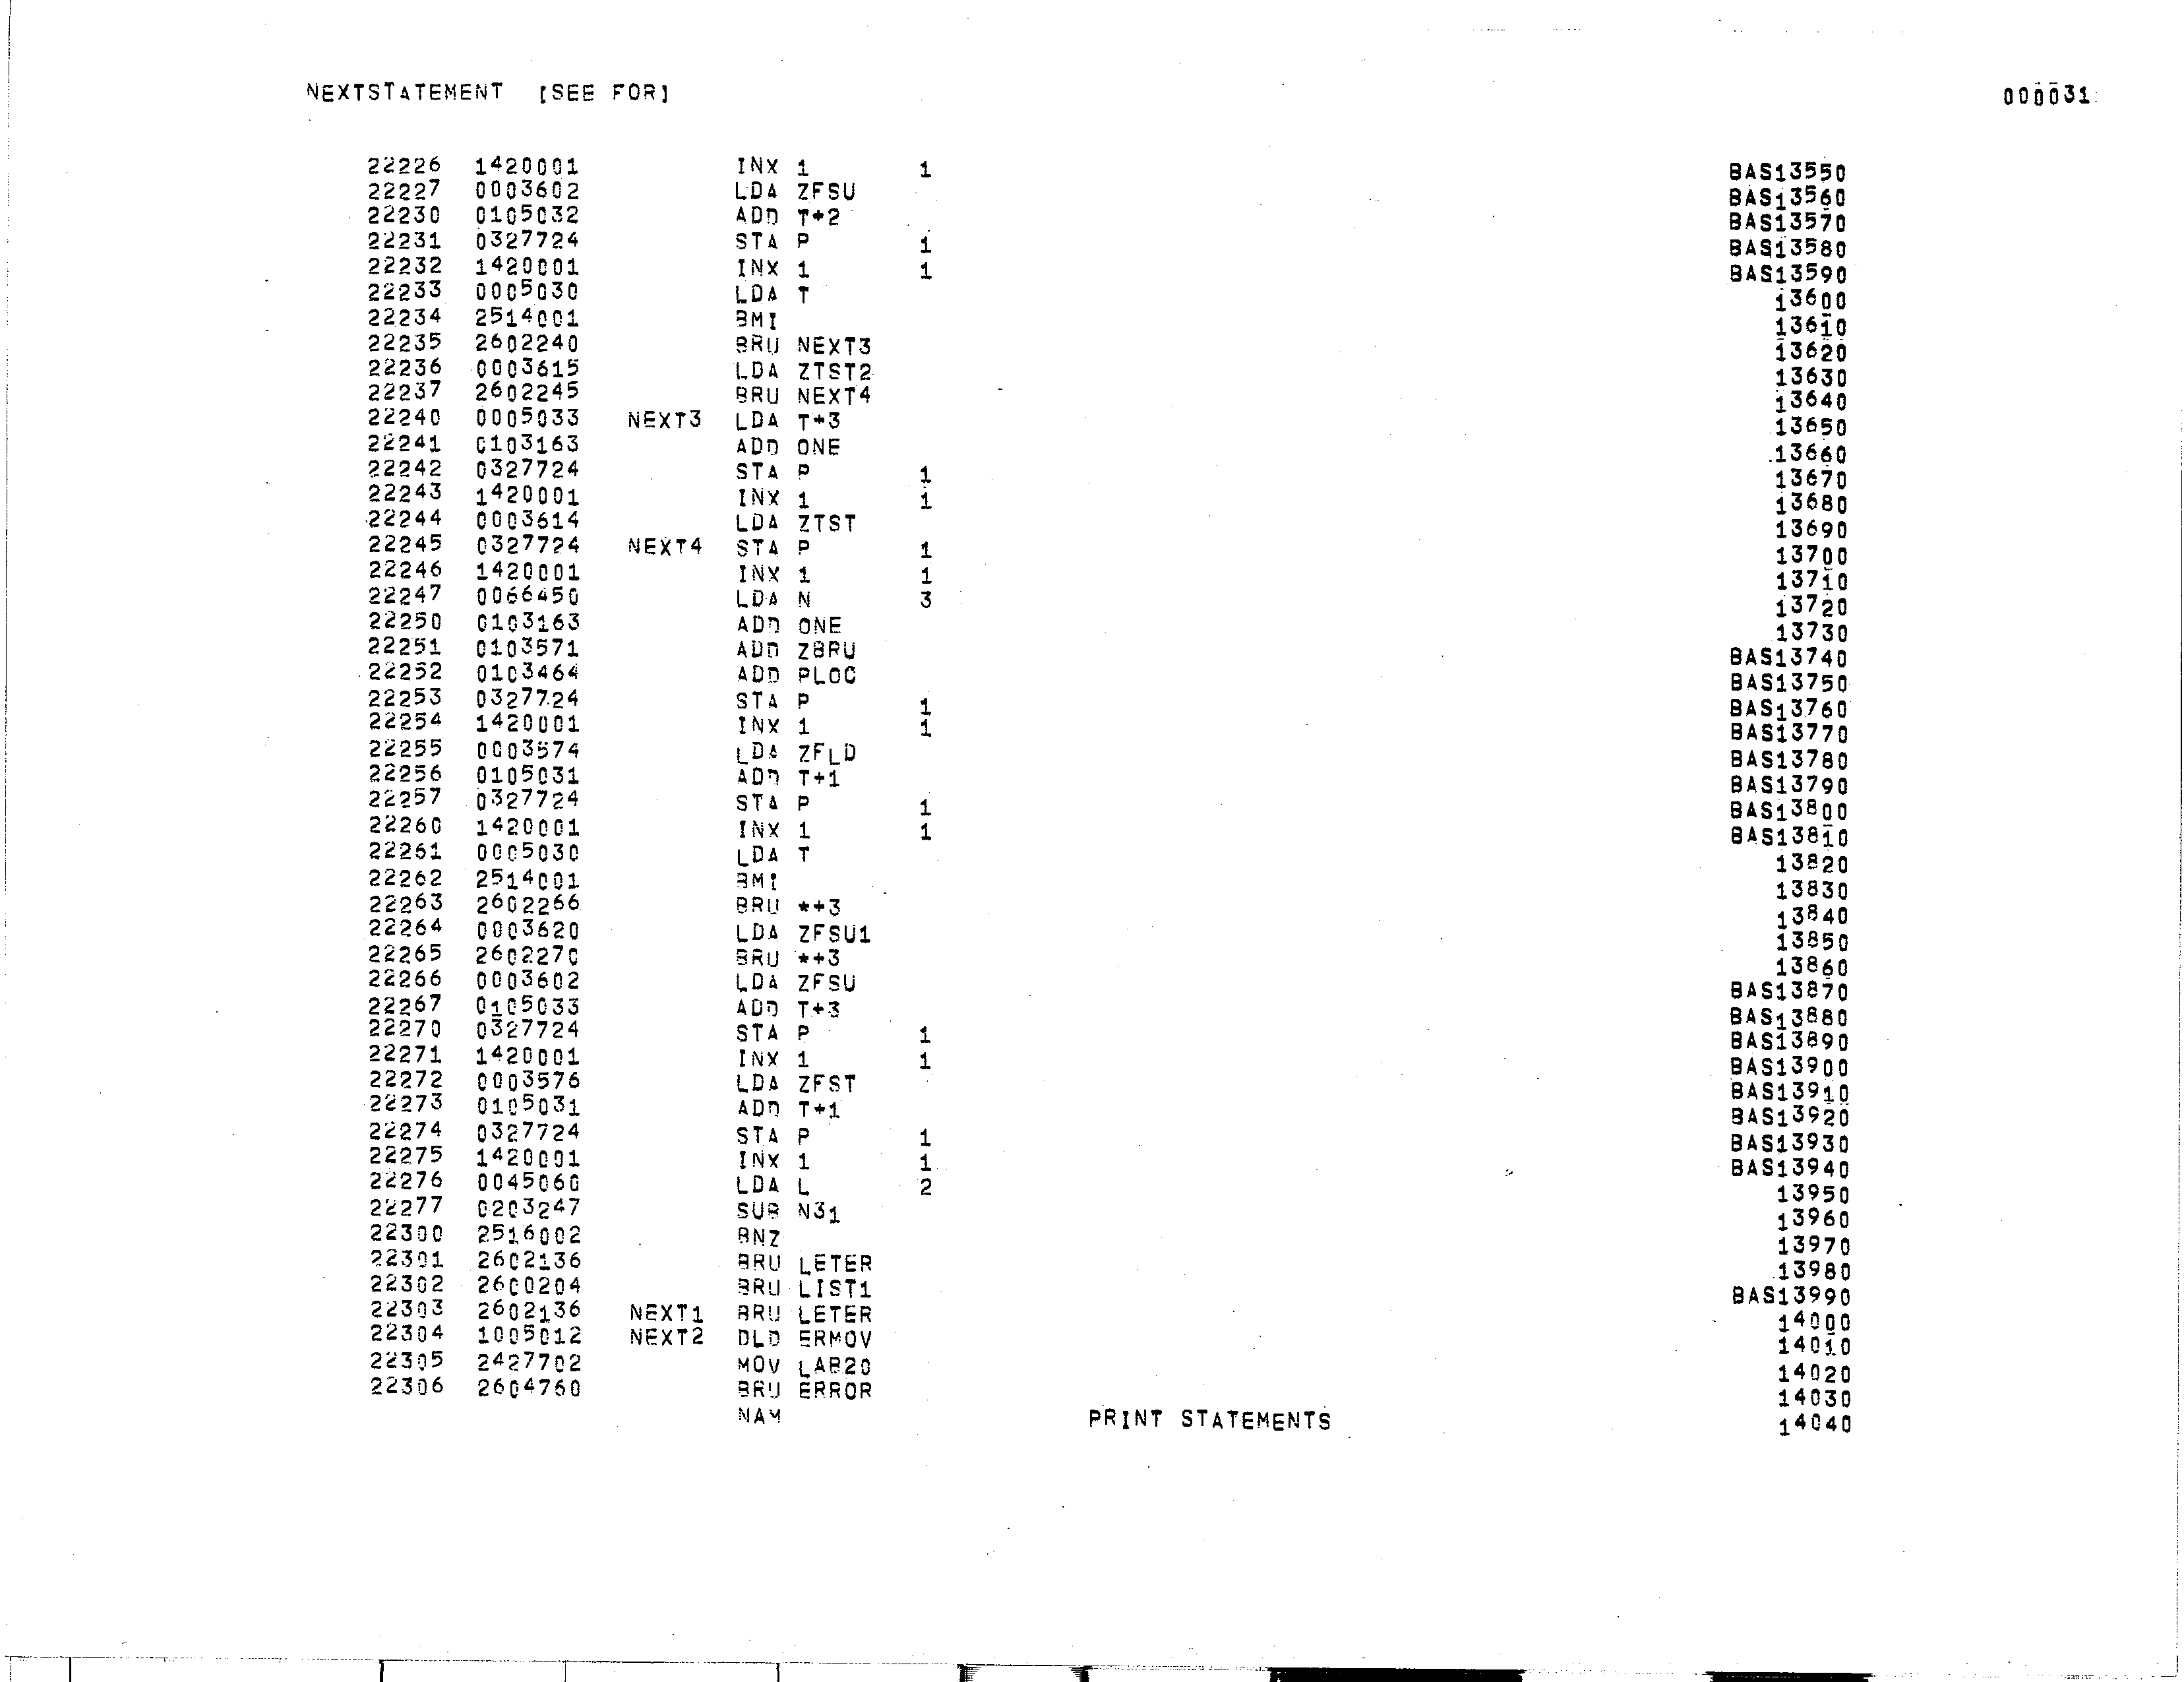 NEXTSTATEMENT [SEE FOR] 000031
22226 1420001 INX 1 1 BAS13550
22227 0003602 LDA ZFSU BAS13560
22230 0105032 ADD T+2 BAS13570
22231 0327724 STA P 1 BAS13580
22232 1420001 INX 1 1 BAS13590
22233 0005030 LDA T 13600
22234 2514001 BMI 13610
22235 2602240 BRU NEXT3 13620
22236 0003615 LDA ZTST2 13630
22237 2602245 BRU NEXT4 13640
22240 0005033 NEXT3 LDA T+3 13650
22241 0103163 ADD ONE 13660
22242 0327724 STA P 1 13670
22243 1420001 INX 1 1 13680
22244 0003614 LDA ZTST 13690
22245 0327724 NEXT4 STA P 1 13700
22246 1420001 INX 1 1 13710
22247 0066450 LDA N 3 13720
22250 0103163 ADD ONE 13730
22251 0103571 ADD ZBRU BAS13740
22252 0103464 ADD PLOC BAS13750
22253 0327724 STA P 1 BAS13760
22254 1420001 INX 1 1 BAS13770
22255 0003574 LDA ZFLD BAS13780
22256 0105031 ADD T+1 BAS13790
22257 0327724 STA P 1 BAS13800
22260 1420001 INX 1 1 BAS13810
22261 0005030 LDA T 13820
22262 2514001 BMI 13830
22263 2602266 BRU *+3 13840
22264 0003620 LDA ZFSU1 13850
22265 2602270 BRU *+3 13860
22266 0003602 LDA ZFSU BAS13870
22267 0105033 ADD T+3 BAS13880
22270 0327724 STA P 1 BAS13890
22271 1420001 INX 1 1 BAS13900
22272 0003576 LDA ZFST BAS13910
22273 0105031 ADD T+1 BAS13920
22274 0327724 STA P 1 BAS13930
22275 1420001 INX 1 1 BAS13940
22276 0045060 LDA L 2 13950
22277 0203247 SUB N31 13960
22300 2516002 BNZ 13970
22301 2602136 BRU LETER 13980
22302 2600204 BRU LIST1 BAS13990
22303 2602136 NEXT1 BRU LETER 14000
22304 1005012 NEXT2 DLD ERMOV 14010
22305 2427702 MOV LAB20 14020
22306 2604760 BRU ERROR 14030
NAM PRINT STATEMENTS 14040